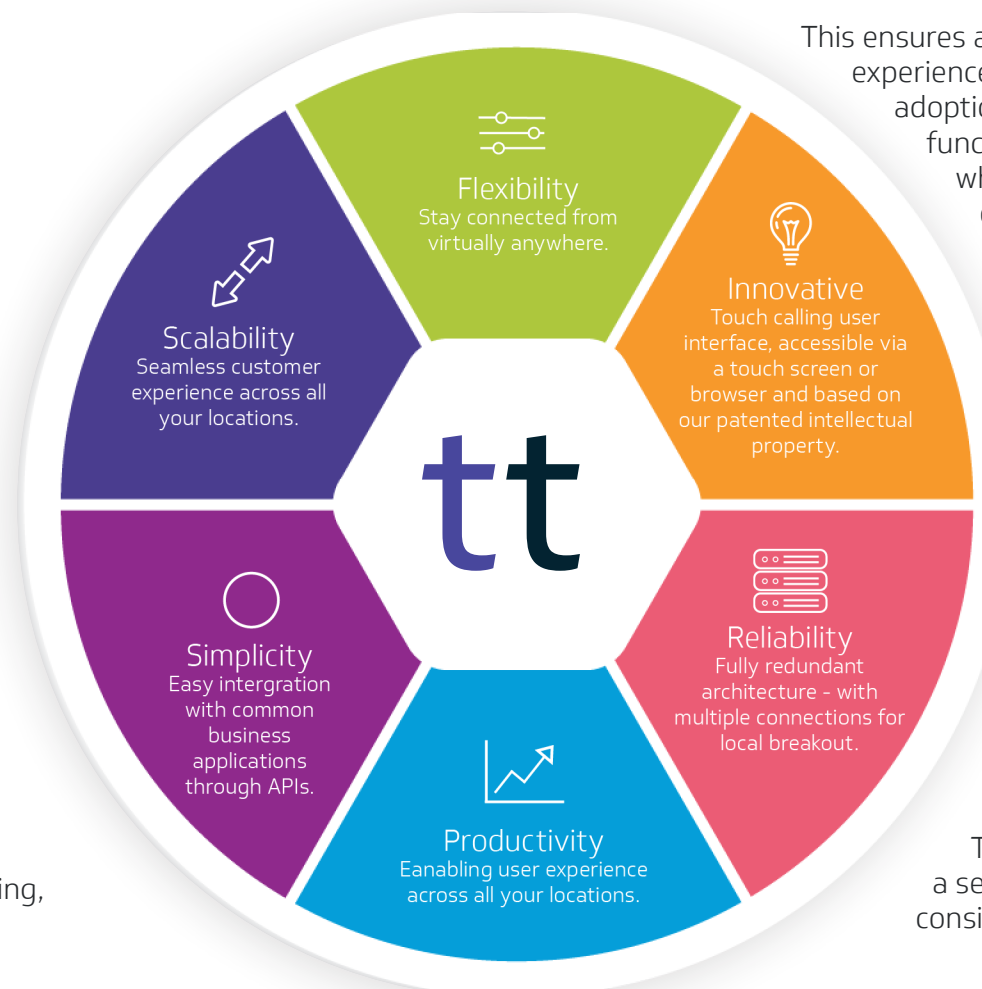 This ensures a
experience
adoptio
func
wh
Flexibility
Stay connected from
virtually anywhere.
Innovative
Touch calling user
interface, accessible via
a touch screen or
browser and based on
our patented intellectual
property.
Scalability
Seamless customer
experience across all
your locations.
tt
Simplicity
Easy intergration
with common
business
applications
through APIs.
Reliability
Fully redundant
architecture - with
multiple connections for
local breakout.
Productivity
Eanabling user experience
across all your locations.
ing,
T
a se
consi